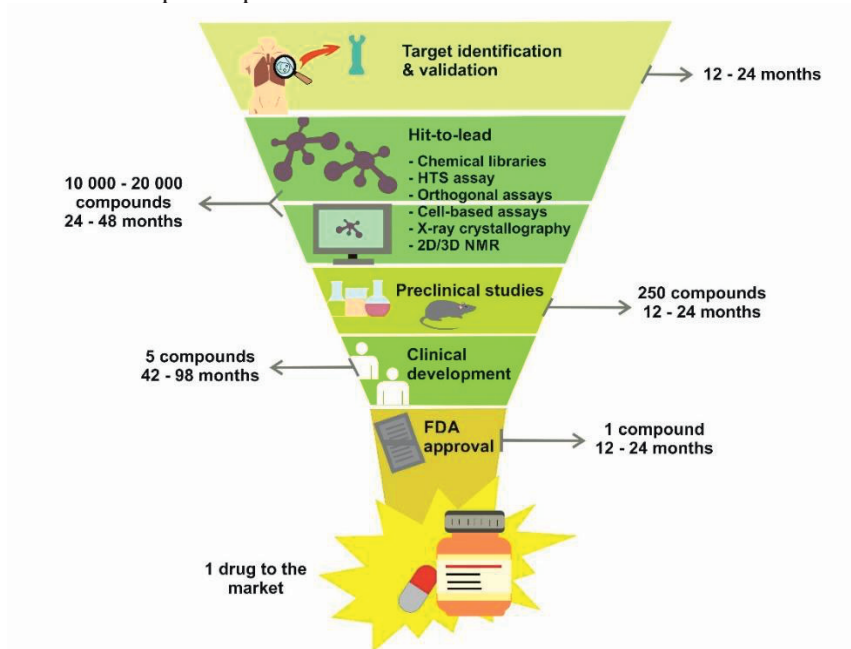 Target identification
& validation
12 - 24 months
Hit-to-lead
- Chemical libraries
- HTS assay
- Orthogonal assays
- Cell-based assays
- X-ray crystallography
- 2D/3D NMR
10 000 - 20 000
compounds
24 - 48 months
Preclinical studies
250 compounds
12 - 24 months
Clinical
development
5 compounds
42 - 98 months
FDA
approval
1 compound
12 - 24 months
1 drug to the
market